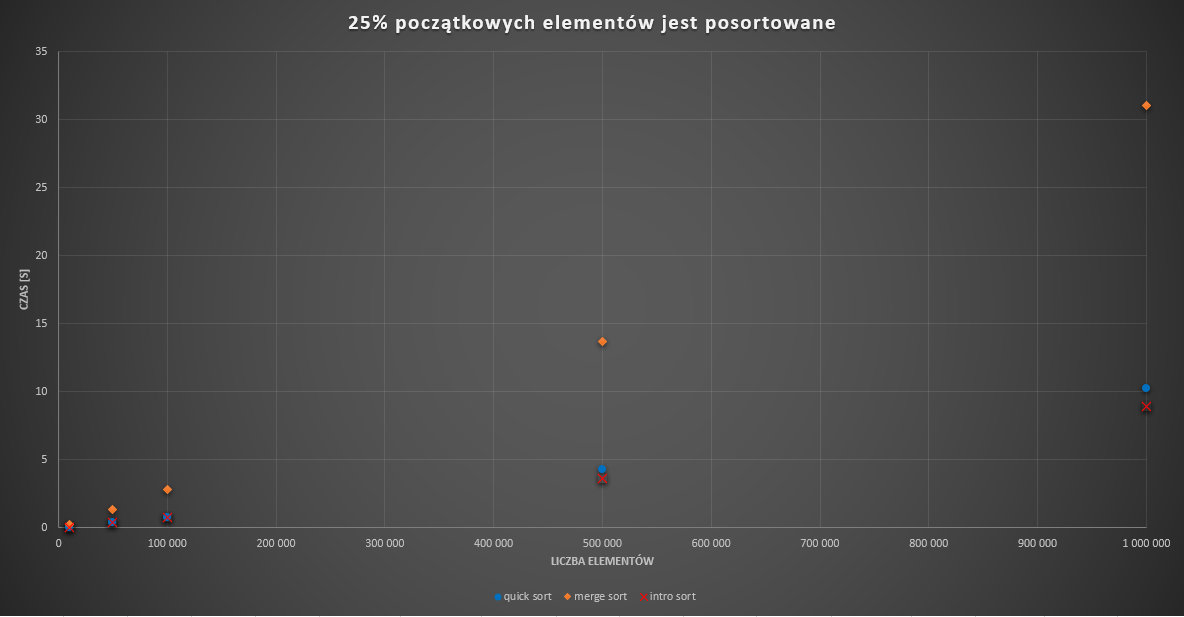 25% początkowych elementów jest posortowane
35
30
25
20
15
10
5
0
CZAS [S]
0 100 000 200 000 300 000 400 000 500 000 600 000 700 000 800 000 900 000 1 000 000
LICZBA ELEMENTÓW
quick sort merge sort intro sort